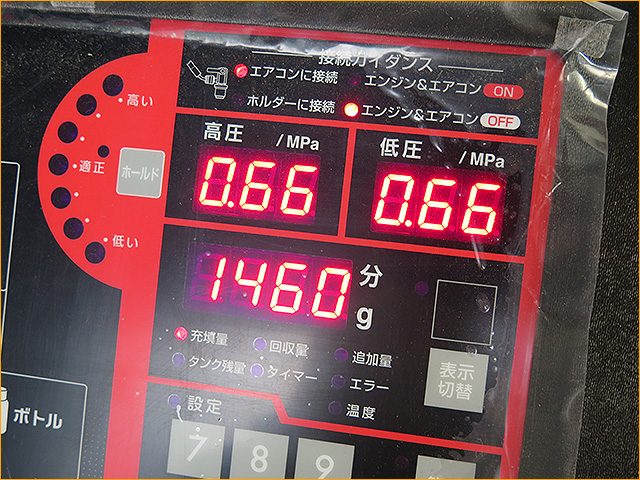 接続ガイダンス
エアコンに接続 エンジン&エアコン ON
ホルダーに接続 エンジン&エアコン OFF
高い
適正
低い
ホールド
高圧 /MPa
0.66
低圧 /MPa
0.66
1460 分
g
充填量 回収量 追加量
タンク残量 タイマー エラー
温度
表示
切替
設定
7 8 9
ボトル